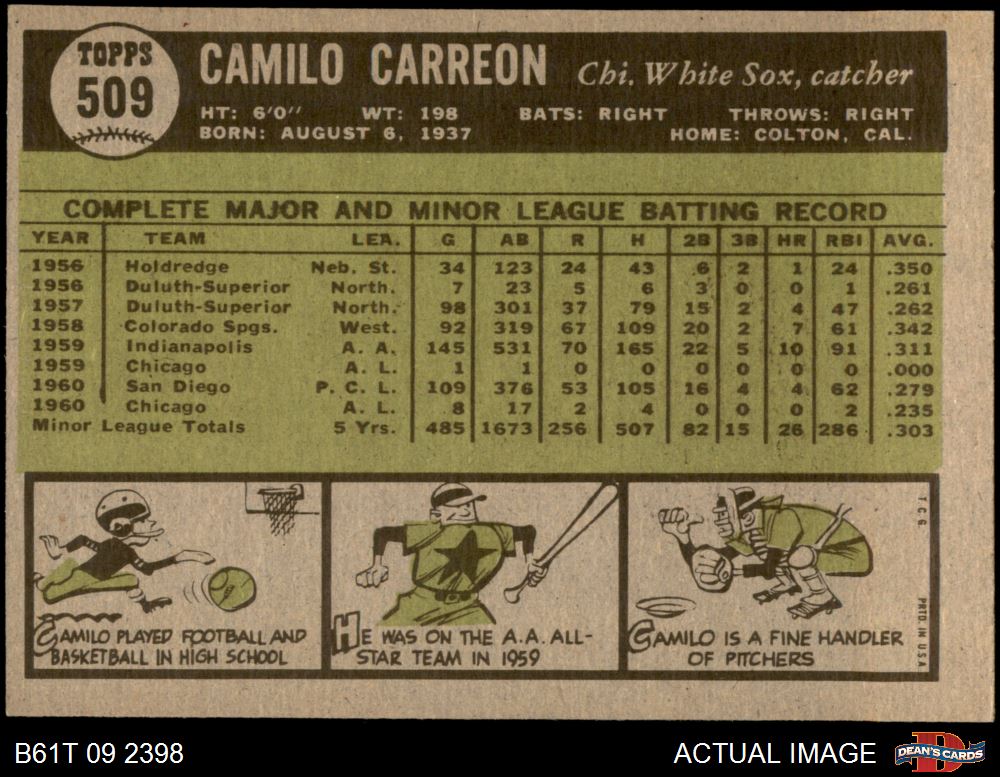 TOPPS
509
CAMILO CARREON Chi. White Sox, catcher
HT: 6'0" WT: 198 BATS: RIGHT THROWS: RIGHT
BORN: AUGUST 6, 1937 HOME: COLTON, CAL.
COMPLETE MAJOR AND MINOR LEAGUE BATTING RECORD
YEAR TEAM LEA. G AB R H 2B 3B HR RBI AVG.
1956 Holdredge Neb. St. 34 123 24 43 6 2 1 24 .350
1956 Duluth-Superior North. 7 23 5 6 3 0 0 1 .261
1957 Duluth-Superior North. 98 301 37 79 15 2 4 47 .262
1958 Colorado Spgs. West. 92 319 67 109 20 2 7 61 .342
1959 Indianapolis A. A. 145 531 70 165 22 5 10 91 .311
1959 Chicago A. L. 1 1 0 0 0 0 0 0 .000
1960 San Diego P. C. L. 109 376 53 105 16 4 4 62 .279
1960 Chicago A. L. 8 17 2 4 0 0 0 2 .235
Minor League Totals 5 Yrs. 485 1673 256 507 82 15 26 286 .303
CAMILO PLAYED FOOTBALL AND
BASKETBALL IN HIGH SCHOOL
HE WAS ON THE A.A. ALL-
STAR TEAM IN 1959
CAMILO IS A FINE HANDLER
OF PITCHERS
T. C. G
PRTD. IN U.S.A
B61T 09 2398 ACTUAL IMAGE
D
DEAN'S CARDS